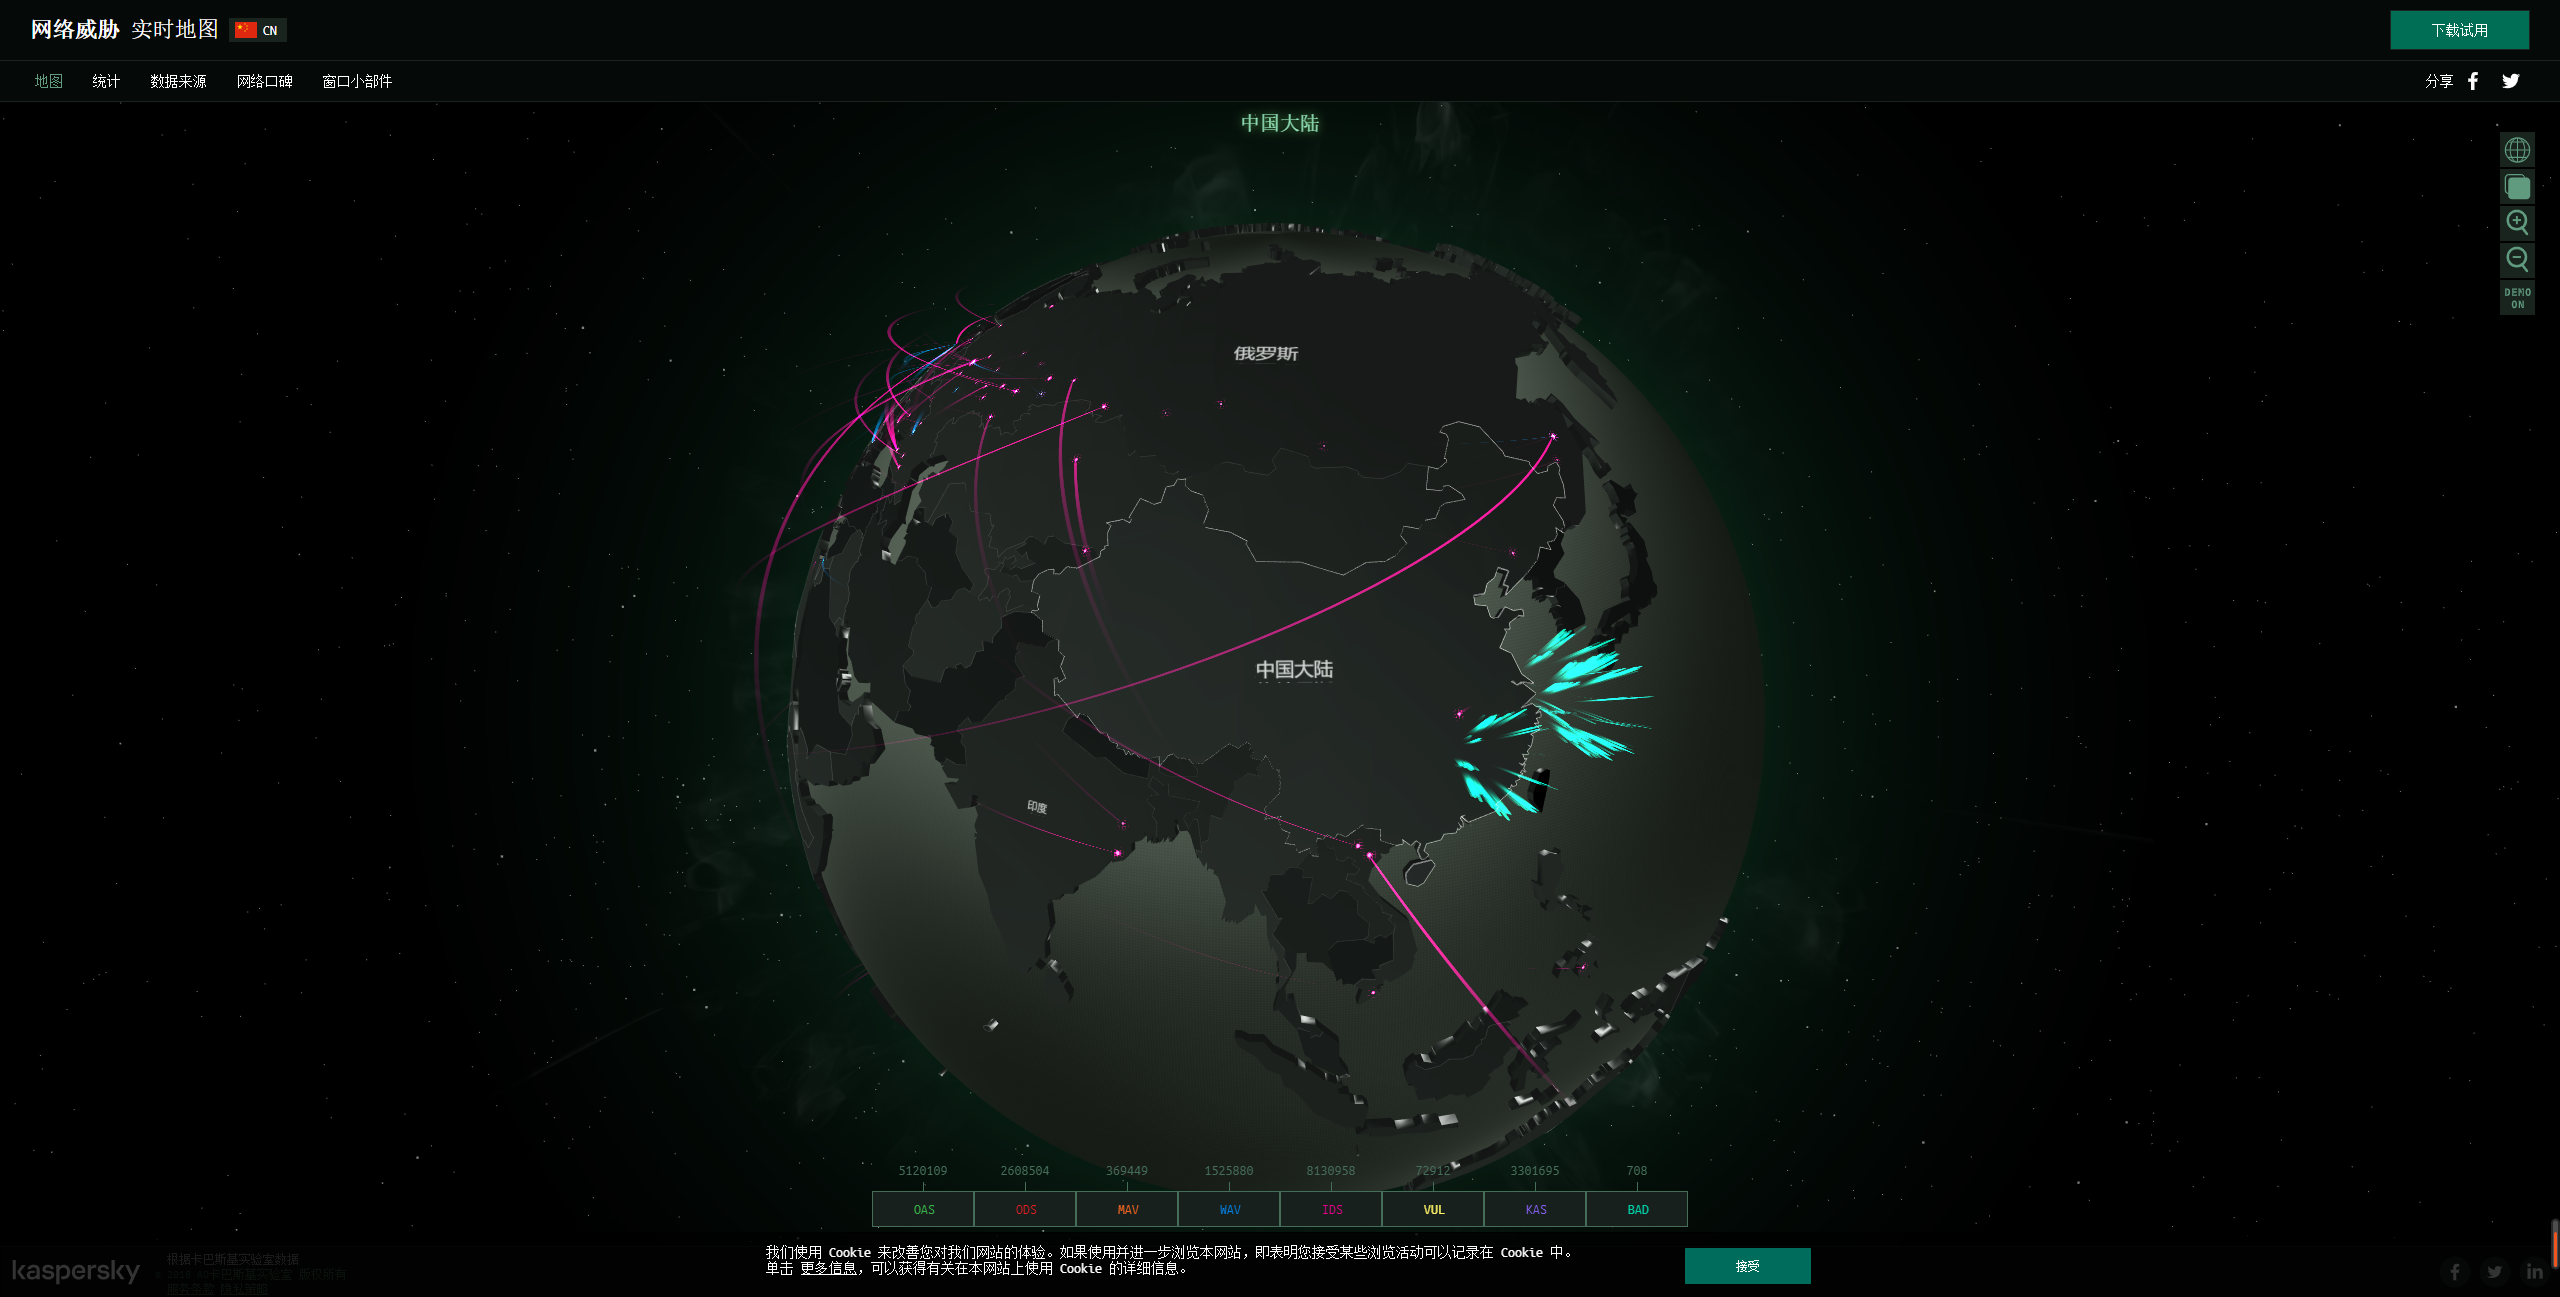 网络威胁 实时地图 CN
下载试用
地图 统计 数据来源 网络口碑 窗口小部件
分享
中国大陆
DEMO
ON
俄罗斯
中国大陆
印度
5120109 2608504 369449 1525880 8130958 72912 3301695 708
OAS ODS MAV WAV IDS VUL KAS BAD
我们使用 Cookie 来改善您对我们网站的体验。如果使用并进一步浏览本网站，即表明您接受某些浏览活动可以记录在 Cookie 中。
单击 更多信息，可以获得有关在本网站上使用 Cookie 的详细信息。
接受
kaspersky
根据卡巴斯基实验室数据
© 2018 AO卡巴斯基实验室 版权所有